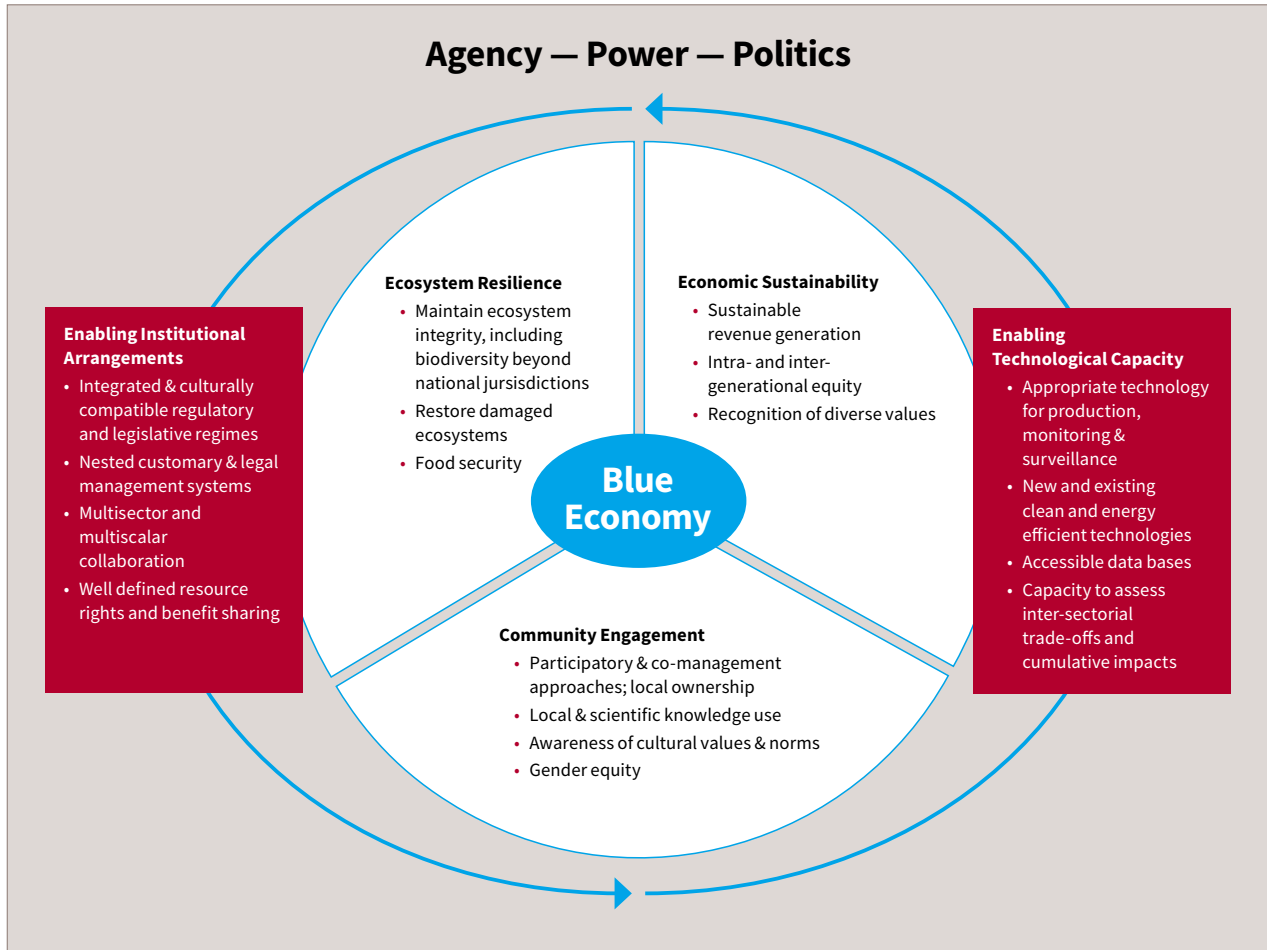 Agency — Power — Politics
Ecosystem Resilience
• Maintain ecosystem
integrity, including
biodiversity beyond
national jursisdictions
• Restore damaged
ecosystems
• Food security
Economic Sustainability
• Sustainable
revenue generation
• Intra- and inter-
generational equity
• Recognition of diverse values
Enabling Institutional
Arrangements
• Integrated & culturally
compatible regulatory
and legislative regimes
• Nested customary & legal
management systems
• Multisector and
multiscalar
collaboration
• Well defined resource
rights and benefit sharing
Blue
Economy
Enabling
Technological Capacity
• Appropriate technology
for production,
monitoring &
surveillance
• New and existing
clean and energy
efficient technologies
• Accessible data bases
• Capacity to assess
inter-sectorial
trade-offs and
cumulative impacts
Community Engagement
• Participatory & co-management
approaches; local ownership
• Local & scientific knowledge use
• Awareness of cultural values & norms
• Gender equity